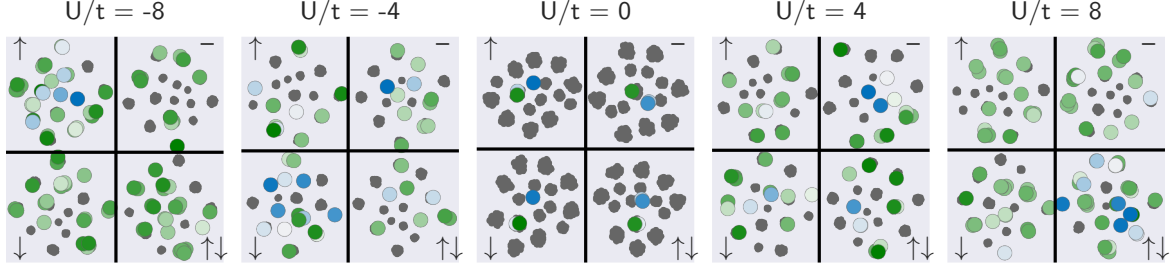 U/t = -8 U/t = -4 U/t = 0 U/t = 4 U/t = 8
↑ – ↑ – ↑ – ↑ – ↑ –
↓ ↑↓ ↓ ↑↓ ↓ ↑↓ ↓ ↑↓ ↓ ↑↓